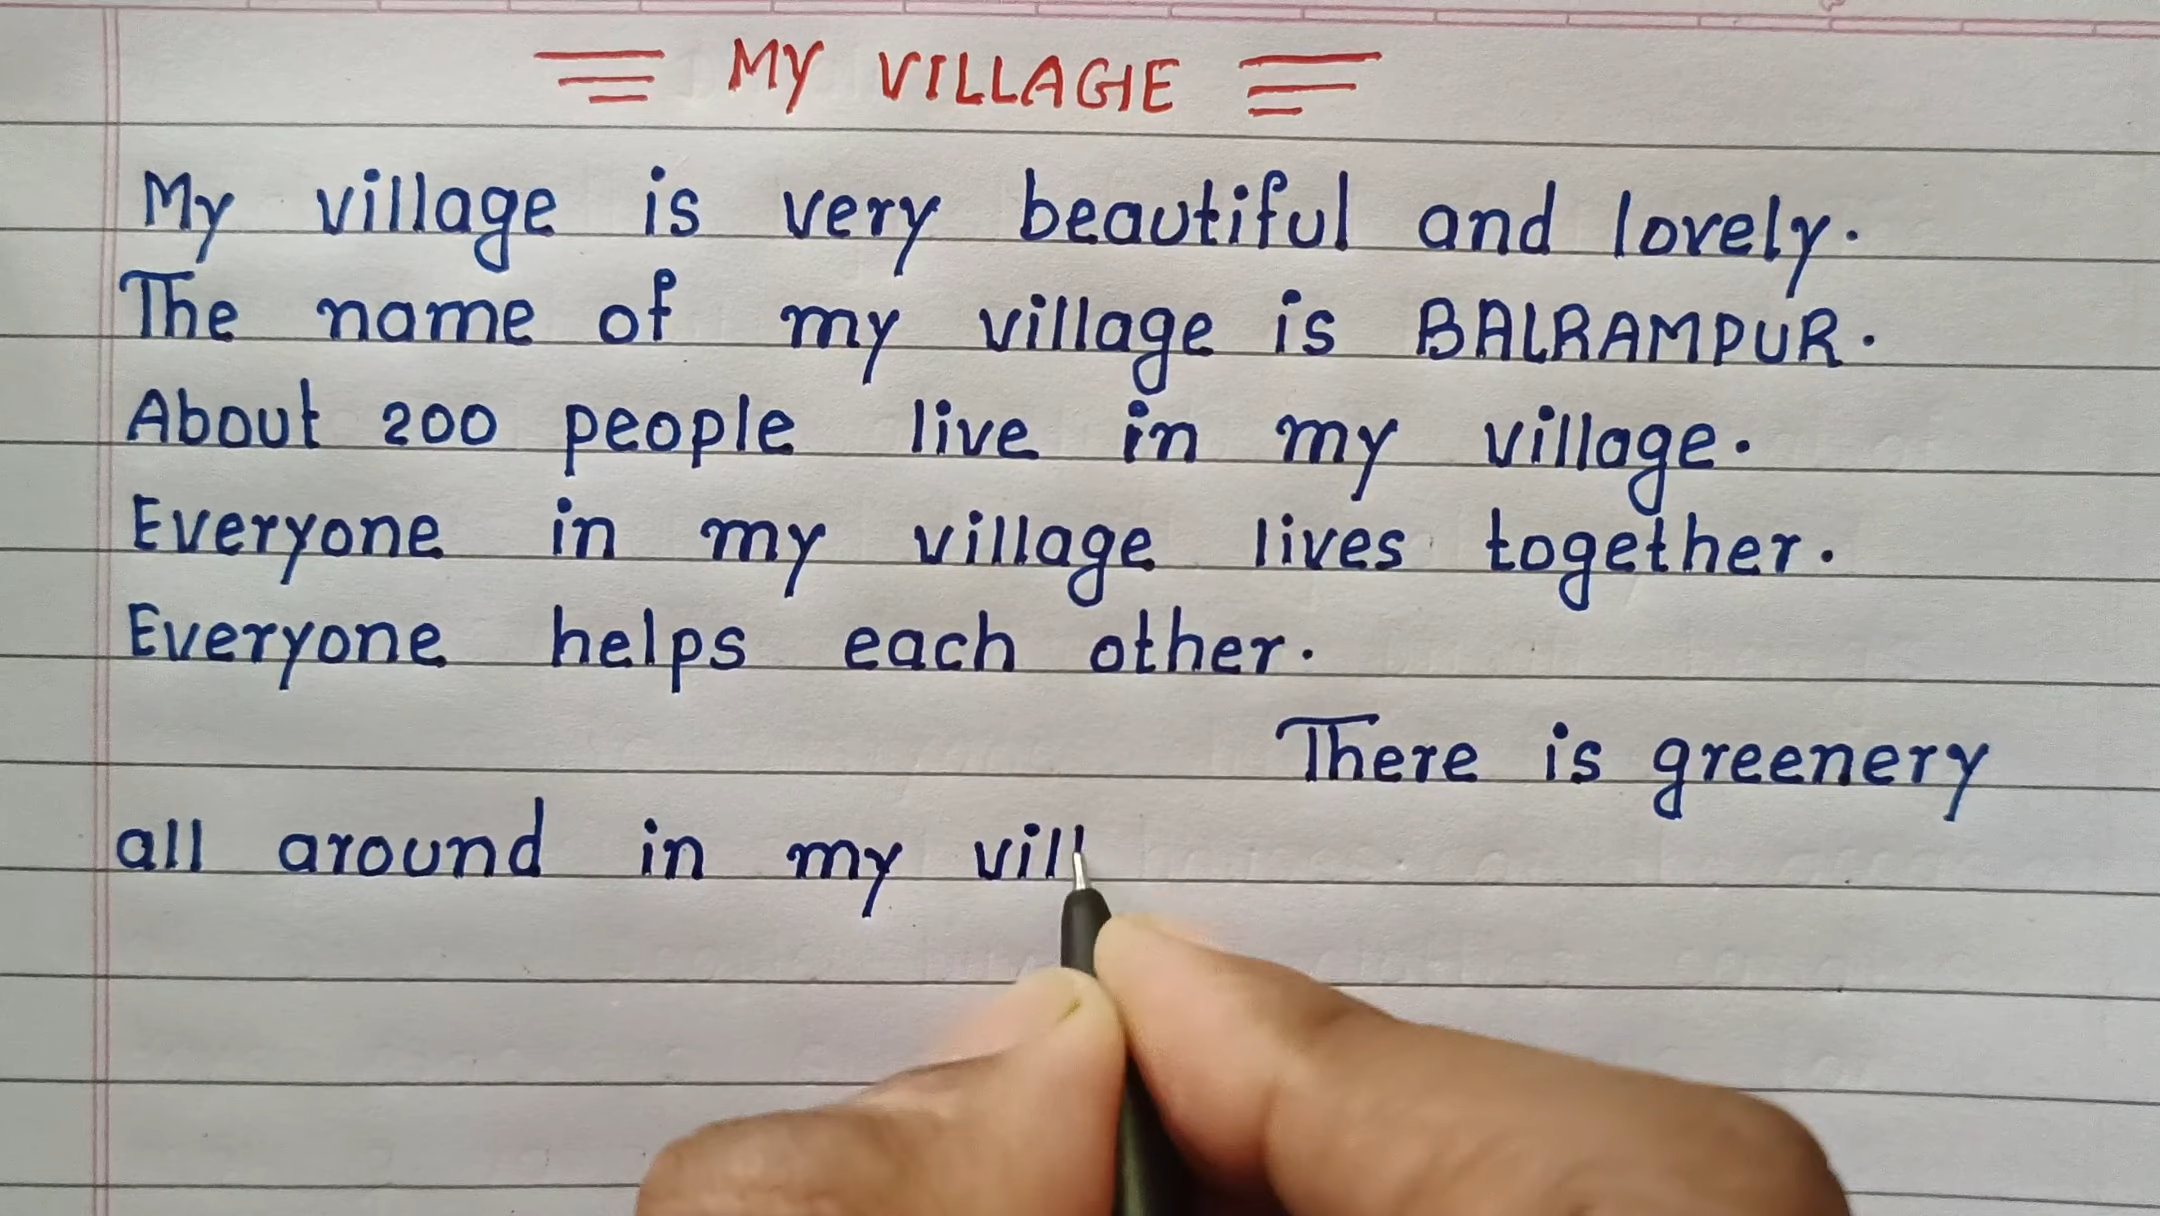 MY VILLAGE
My village is very beautiful and lovely.
The name of my village is BALRAMPUR.
About 200 people live in my village.
Everyone in my village lives together.
Everyone helps each other.
There is greenery
all around in my vill